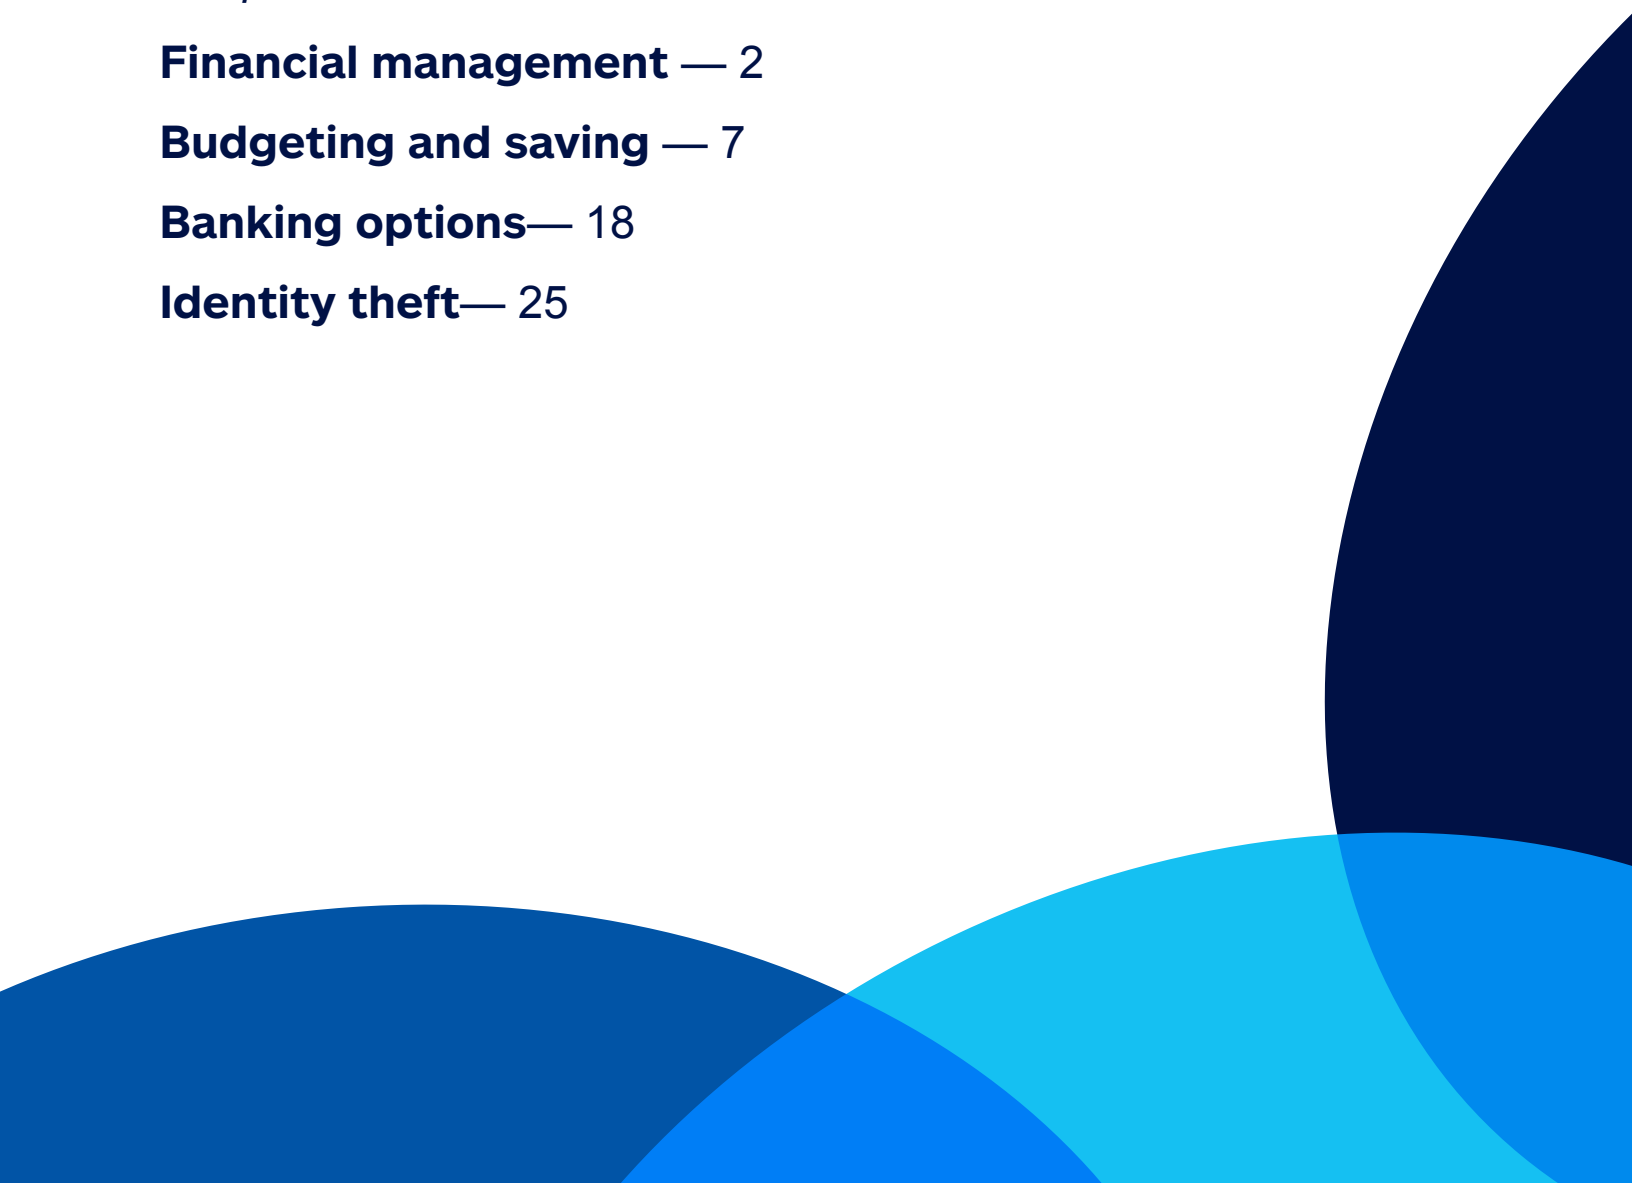 Financial management — 2
Budgeting and saving — 7
Banking options— 18
Identity theft— 25